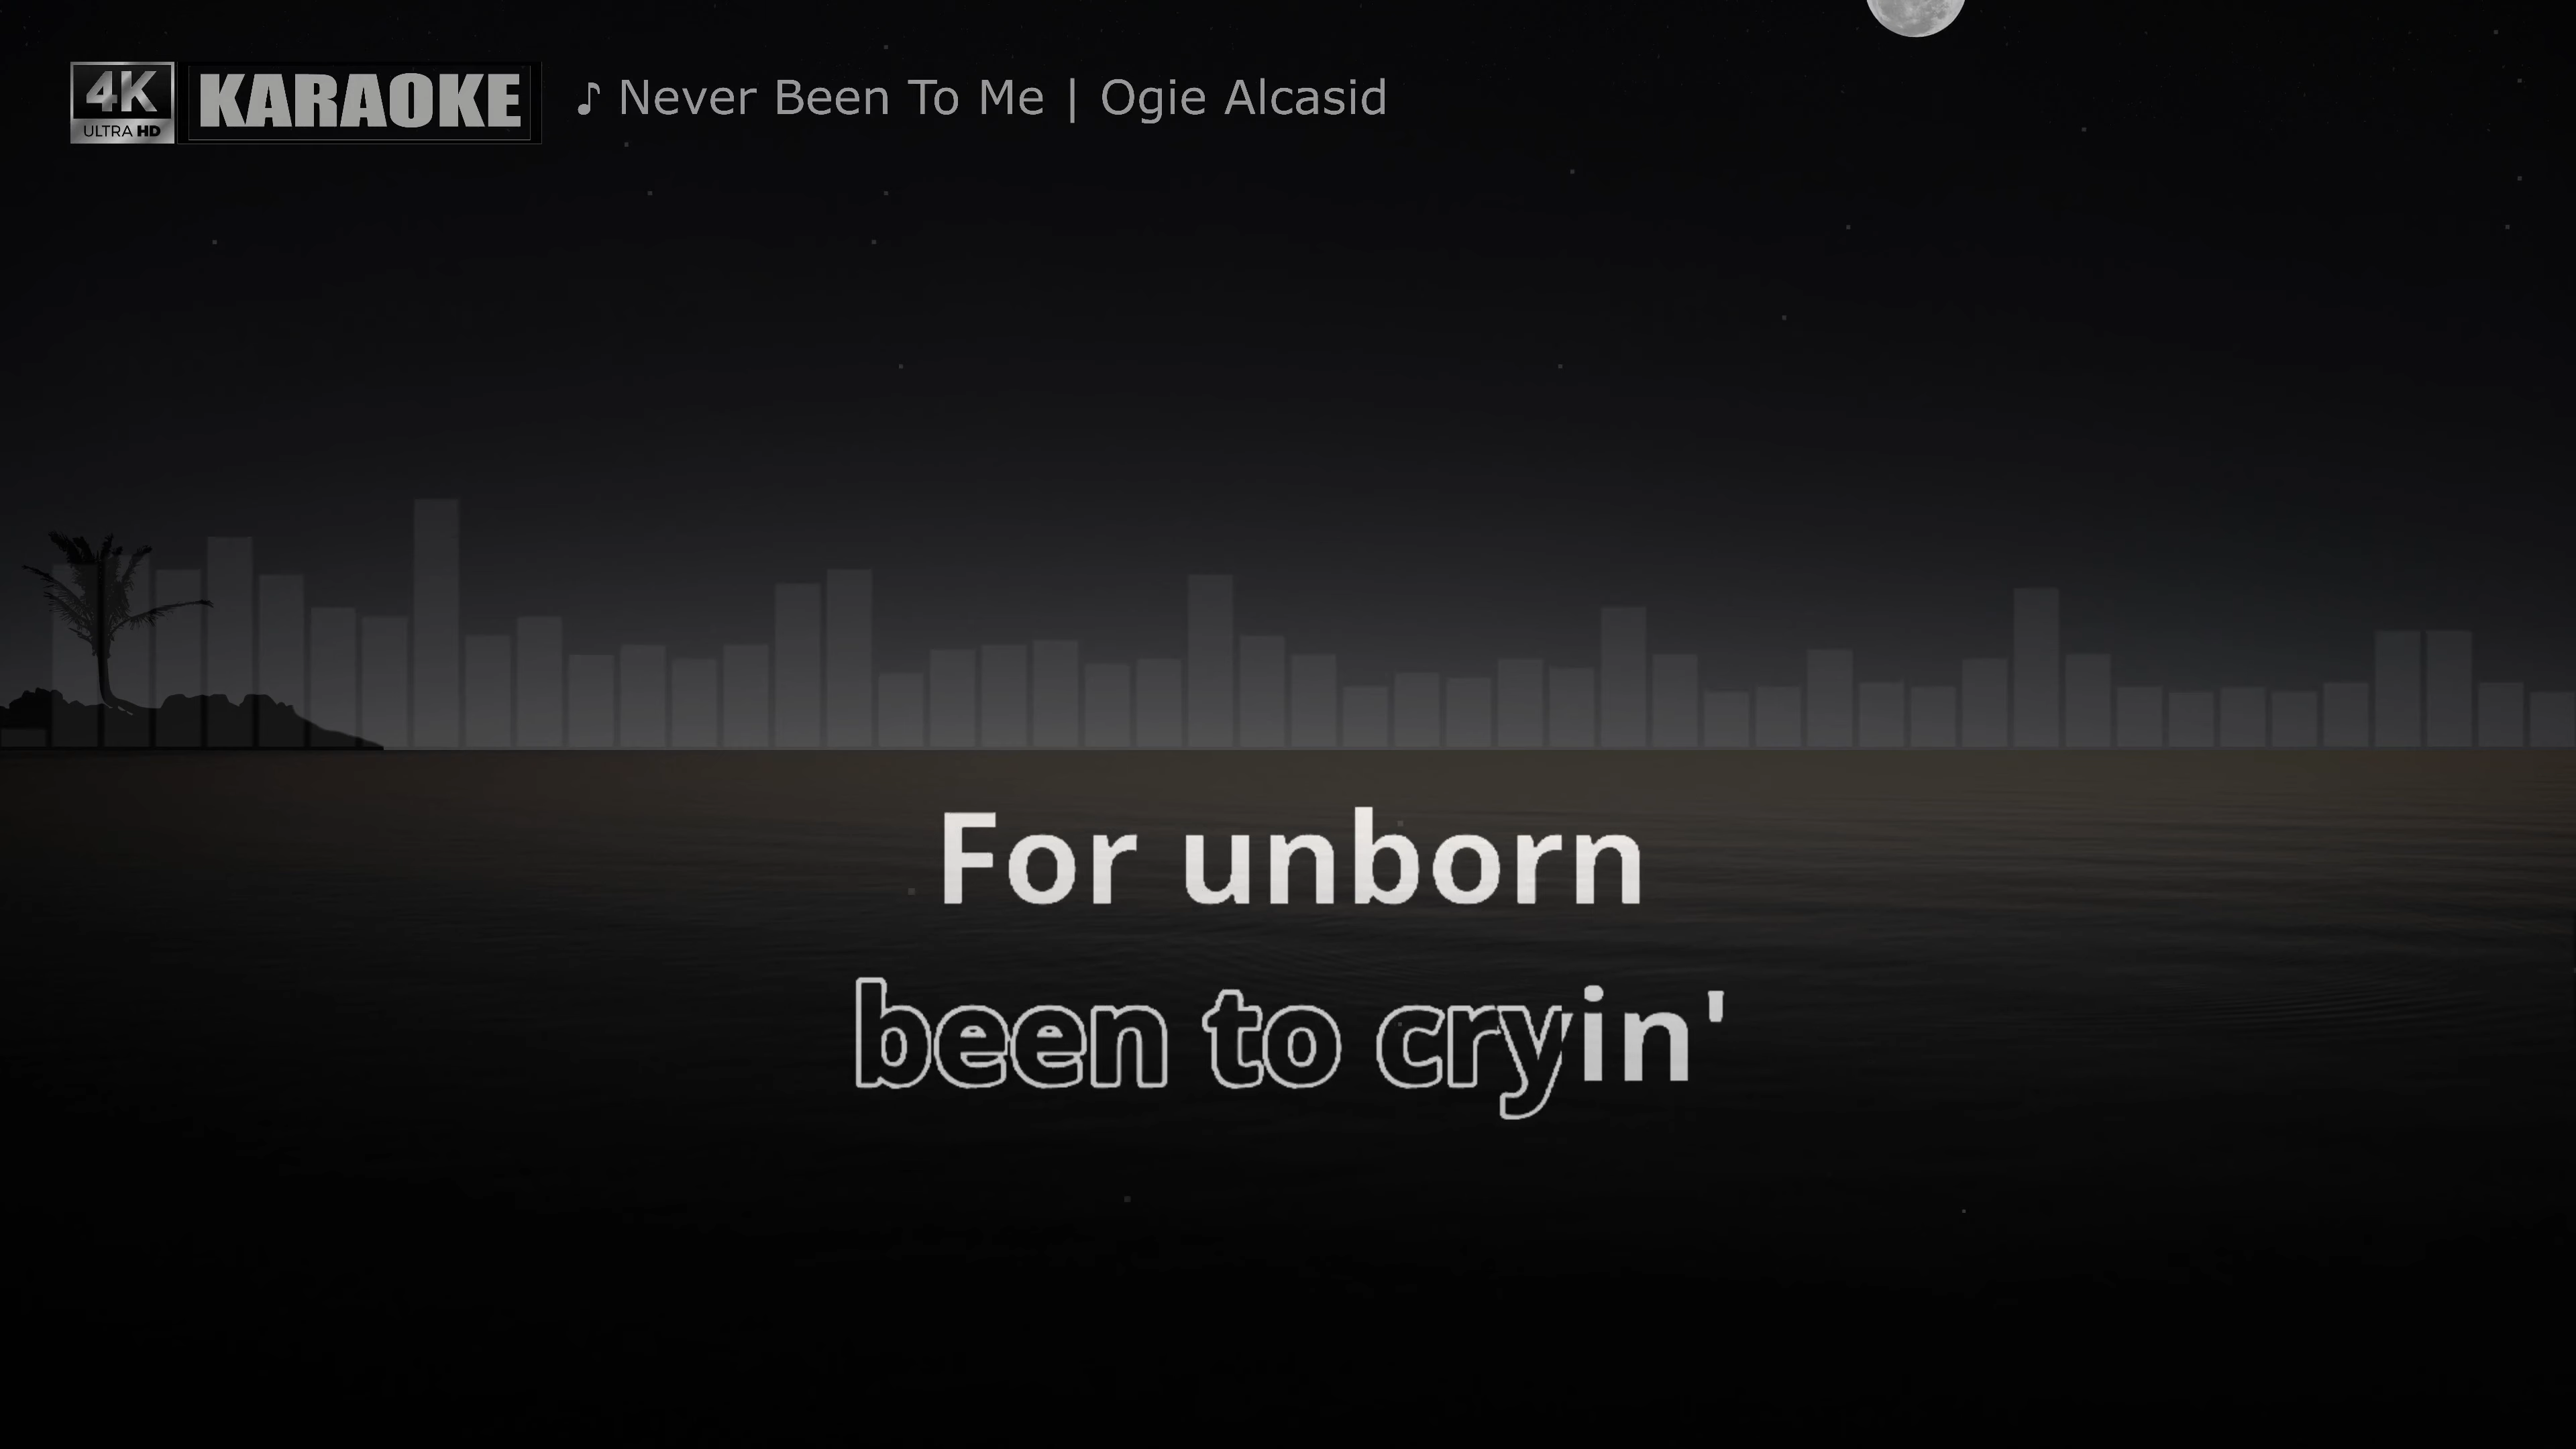 4K ULTRA HD KARAOKE ♪ Never Been To Me | Ogie Alcasid
For unborn
been to cryin'